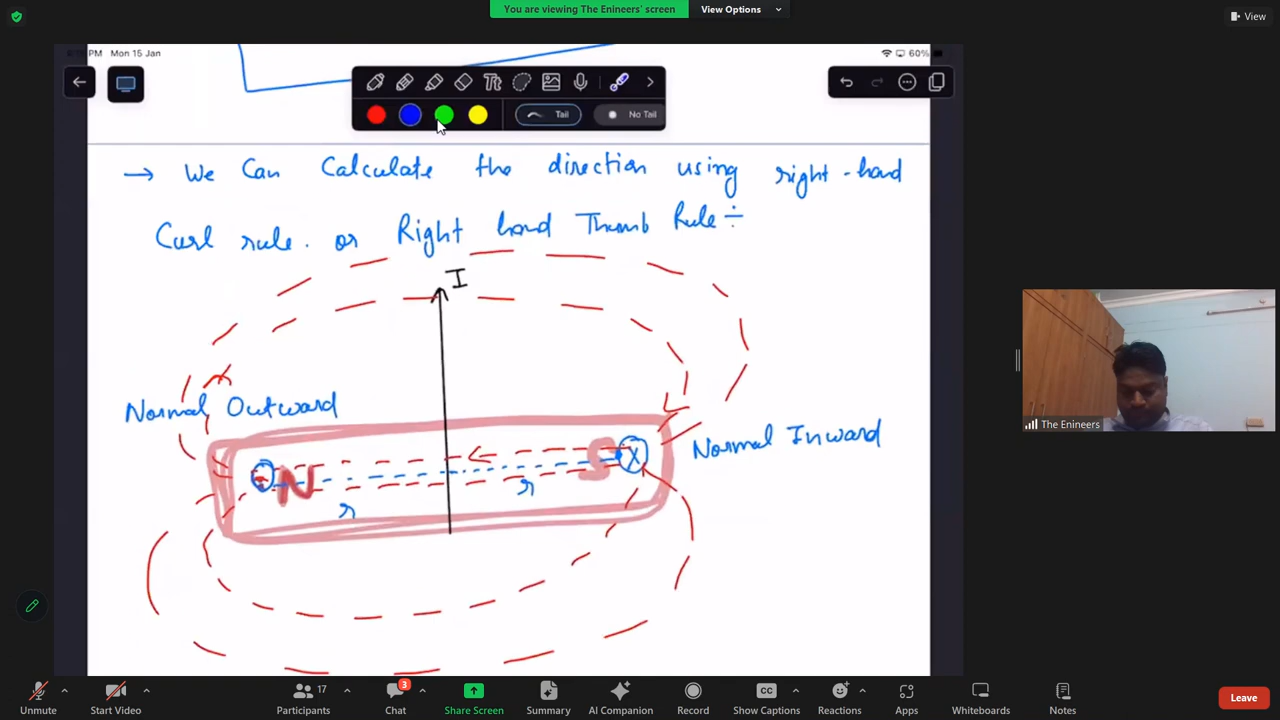 You are viewing The Enineers' screen
View Options
View
PM Mon 15 Jan
60%
Tail
No Tail
→ We Can Calculate the direction using right-hand
Curl rule. or Right hand Thumb Rule ÷
I
Normal Outward
Normal Inward
N
S
X
r
r
The Enineers
Unmute
Start Video
17
Participants
3
Chat
Share Screen
Summary
AI Companion
Record
CC
Show Captions
Reactions
Apps
Whiteboards
Notes
Leave